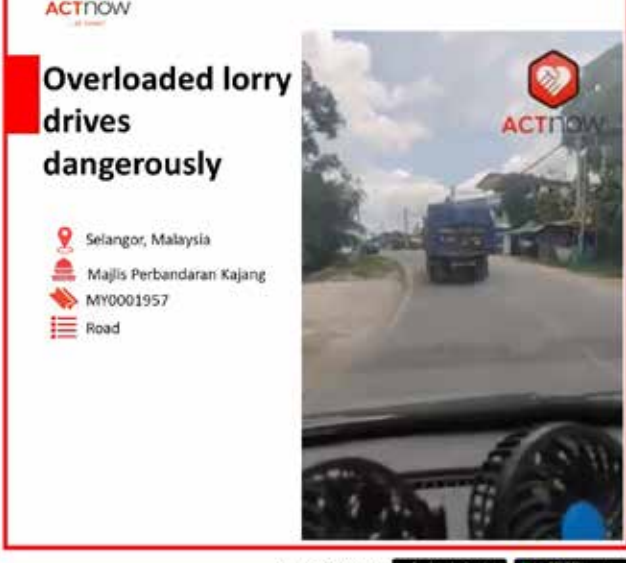 ACTNOW
Overloaded lorry
drives
dangerously
Selangor, Malaysia
Majlis Perbandaran Kajang
MY0001957
Road
ACTNOW